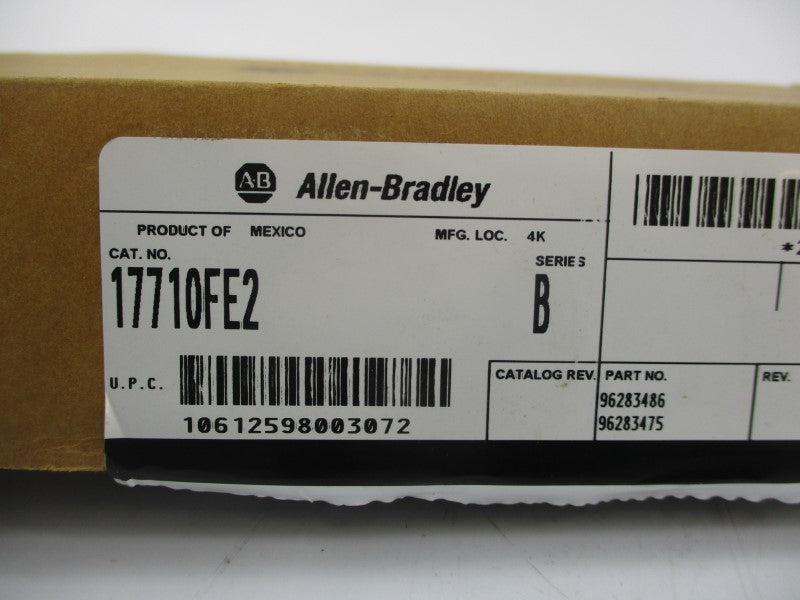 AB Allen-Bradley
PRODUCT OF MEXICO
MFG. LOC. 4K
CAT. NO.
SERIES
1771OFE2
B
U.P.C.
10612598003072
CATALOG REV.
PART NO.
REV.
96283486
96283475